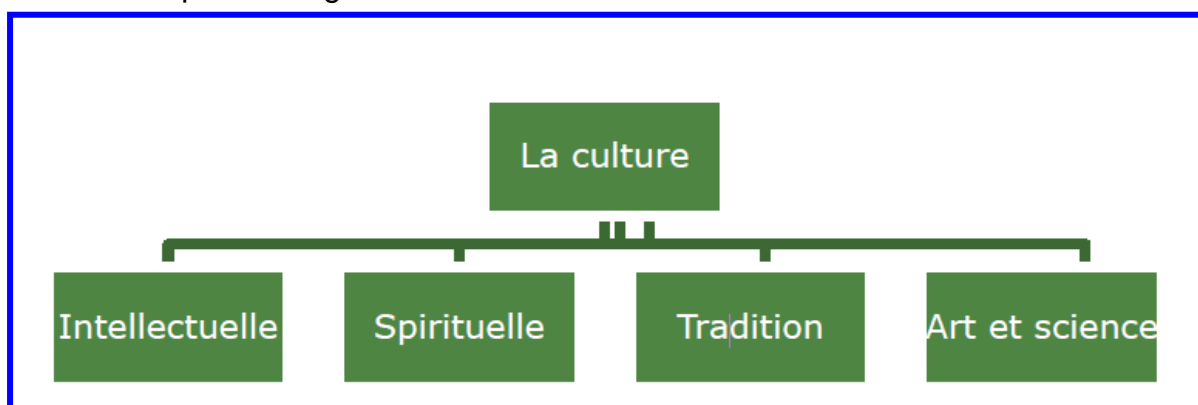 La culture
Intellectuelle
Spirituelle
Tradition
Art et science